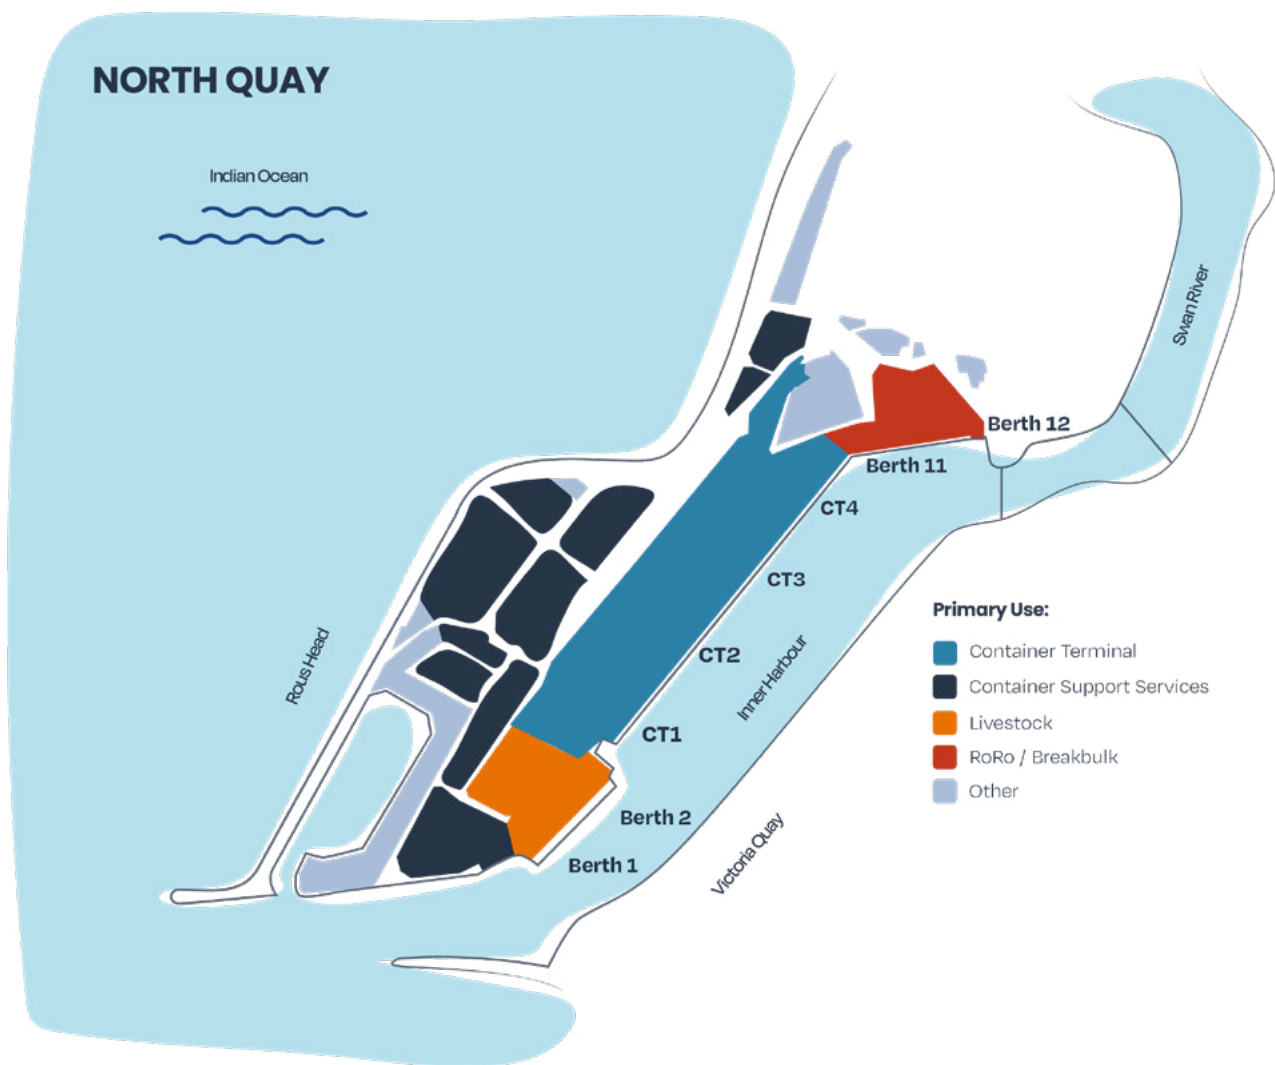 NORTH QUAY
Indian Ocean
Swan River
Berth 12
Berth 11
CT4
CT3
CT2
CT1
Inner Harbour
Rous Head
Berth 2
Berth 1
Victoria Quay
Primary Use:
Container Terminal
Container Support Services
Livestock
RoRo / Breakbulk
Other